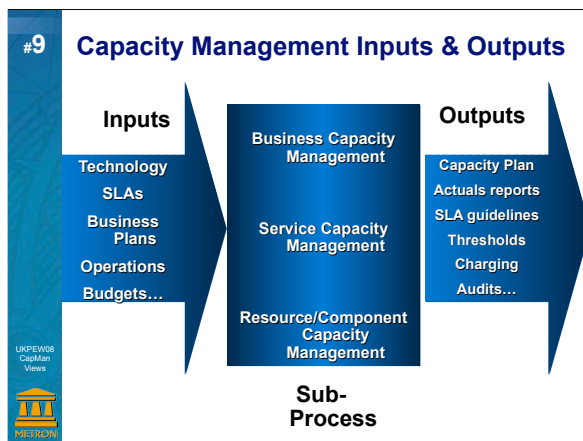 #9
Capacity Management Inputs & Outputs
Inputs
Technology
SLAs
Business
Plans
Operations
Budgets…
Business Capacity
Management
Service Capacity
Management
Resource/Component
Capacity
Management
Sub-
Process
Outputs
Capacity Plan
Actuals reports
SLA guidelines
Thresholds
Charging
Audits…
UKPEW08
CapMan
Views
METRON